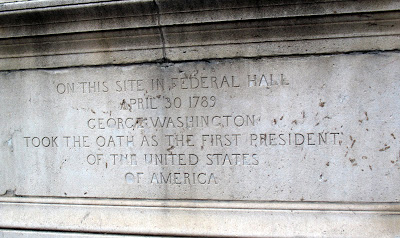 ON THIS SITE IN FEDERAL HALL
APRIL 30 1789
GEORGE WASHINGTON
TOOK THE OATH AS THE FIRST PRESIDENT
OF THE UNITED STATES
OF AMERICA